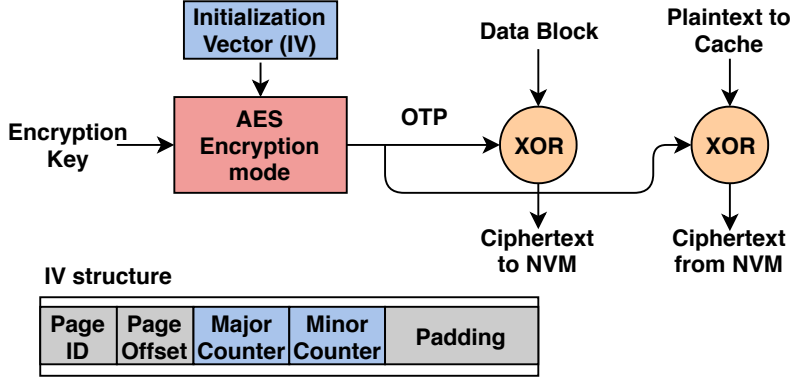 Initialization
Vector (IV)
Data Block
Plaintext to
Cache
Encryption
Key
AES
Encryption
mode
OTP
XOR
XOR
Ciphertext
to NVM
Ciphertext
from NVM
IV structure
Page
ID
Page
Offset
Major
Counter
Minor
Counter
Padding